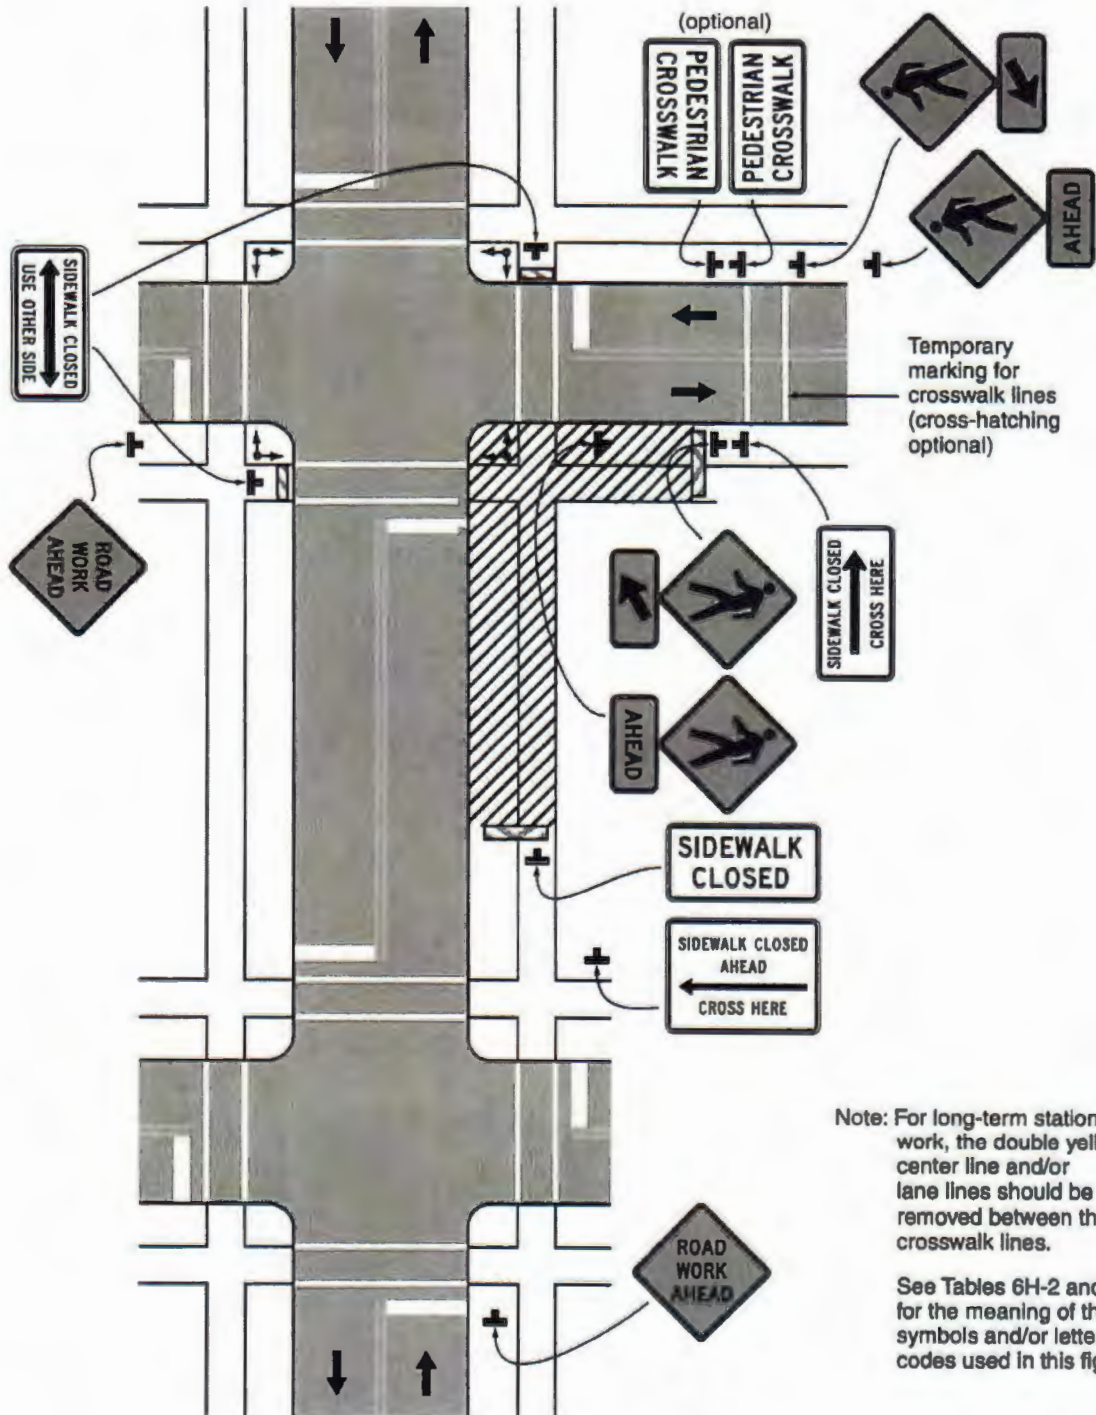 (optional)
PEDESTRIAN
CROSSWALK
PEDESTRIAN
CROSSWALK
AHEAD
SIDEWALK CLOSED
USE OTHER SIDE
Temporary
marking for
crosswalk lines
(cross-hatching
optional)
ROAD
WORK
AHEAD
SIDEWALK CLOSED
CROSS HERE
AHEAD
SIDEWALK
CLOSED
SIDEWALK CLOSED
AHEAD
CROSS HERE
ROAD
WORK
AHEAD
Note: For long-term station
work, the double yell
center line and/or
lane lines should be
removed between th
crosswalk lines.
See Tables 6H-2 and
for the meaning of th
symbols and/or lette
codes used in this fig